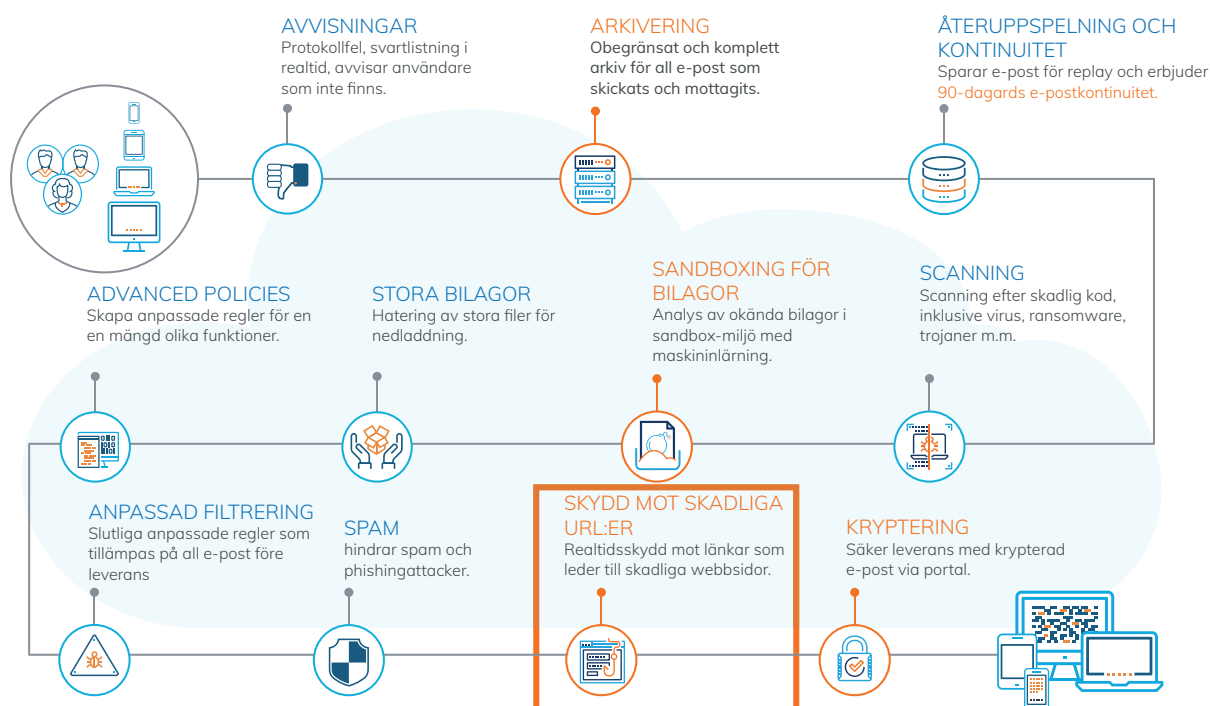 AVVISNINGAR
Protokollfel, svartlistning i
realtid, avvisar användare
som inte finns.
ARKIVERING
Obegränsat och komplett
arkiv för all e-post som
skickats och mottagits.
ÅTERUPPSPELNING OCH
KONTINUITET
Sparar e-post för replay och erbjuder
90-dagards e-postkontinuitet.
ADVANCED POLICIES
Skapa anpassade regler för en
en mängd olika funktioner.
STORA BILAGOR
Hatering av stora filer för
nedladdning.
SANDBOXING FÖR
BILAGOR
Analys av okända bilagor i
sandbox-miljö med
maskininlärning.
SCANNING
Scanning efter skadlig kod,
inklusive virus, ransomware,
trojaner m.m.
ANPASSAD FILTRERING
Slutliga anpassade regler som
tillämpas på all e-post före
leverans
SPAM
hindrar spam och
phishingattacker.
SKYDD MOT SKADLIGA
URL:ER
Realtidsskydd mot länkar som
leder till skadliga webbsidor.
KRYPTERING
Säker leverans med krypterad
e-post via portal.